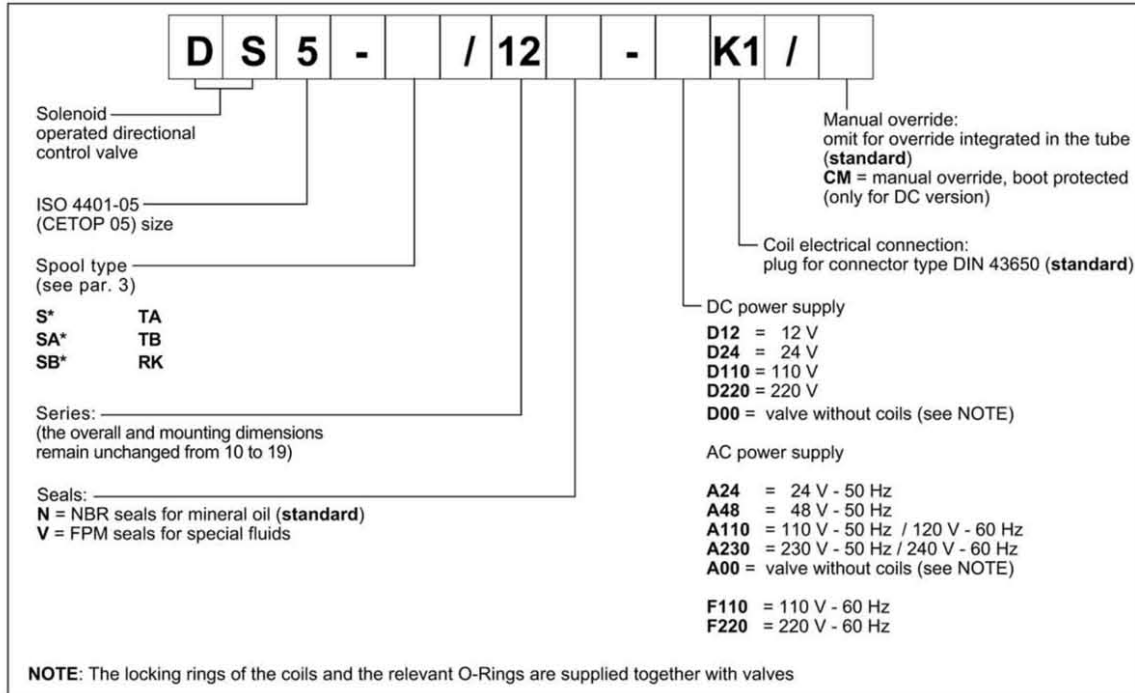 D S 5 - / 12 - K1 /
Solenoid
operated directional
control valve
ISO 4401-05
(CETOP 05) size
Spool type
(see par. 3)
S* TA
SA* TB
SB* RK
Series:
(the overall and mounting dimensions
remain unchanged from 10 to 19)
Seals:
N = NBR seals for mineral oil (standard)
V = FPM seals for special fluids
Manual override:
omit for override integrated in the tube
(standard)
CM = manual override, boot protected
(only for DC version)
Coil electrical connection:
plug for connector type DIN 43650 (standard)
DC power supply
D12 = 12 V
D24 = 24 V
D110 = 110 V
D220 = 220 V
D00 = valve without coils (see NOTE)
AC power supply
A24 = 24 V - 50 Hz
A48 = 48 V - 50 Hz
A110 = 110 V - 50 Hz / 120 V - 60 Hz
A230 = 230 V - 50 Hz / 240 V - 60 Hz
A00 = valve without coils (see NOTE)
F110 = 110 V - 60 Hz
F220 = 220 V - 60 Hz
NOTE: The locking rings of the coils and the relevant O-Rings are supplied together with valves